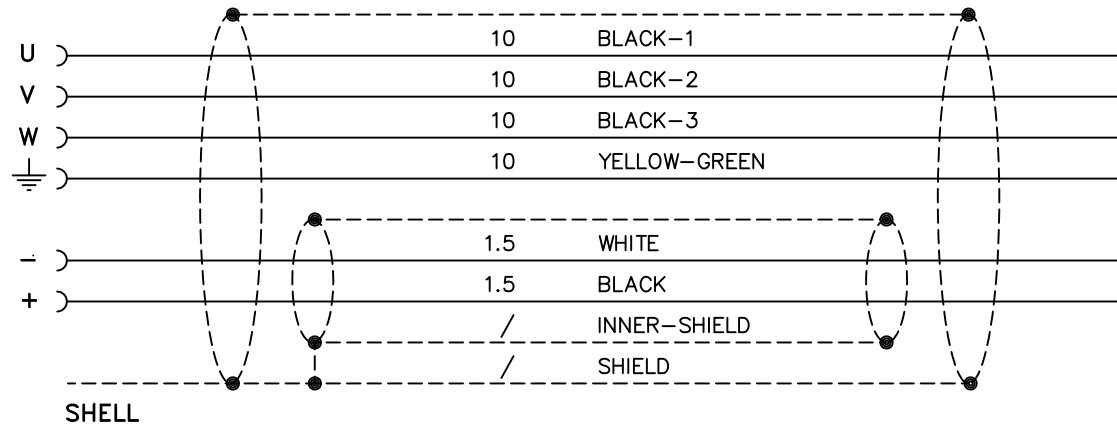 10 BLACK-1
U
10 BLACK-2
V
10 BLACK-3
W
10 YELLOW-GREEN
1.5 WHITE
-
1.5 BLACK
+
/ INNER-SHIELD
/ SHIELD
SHELL